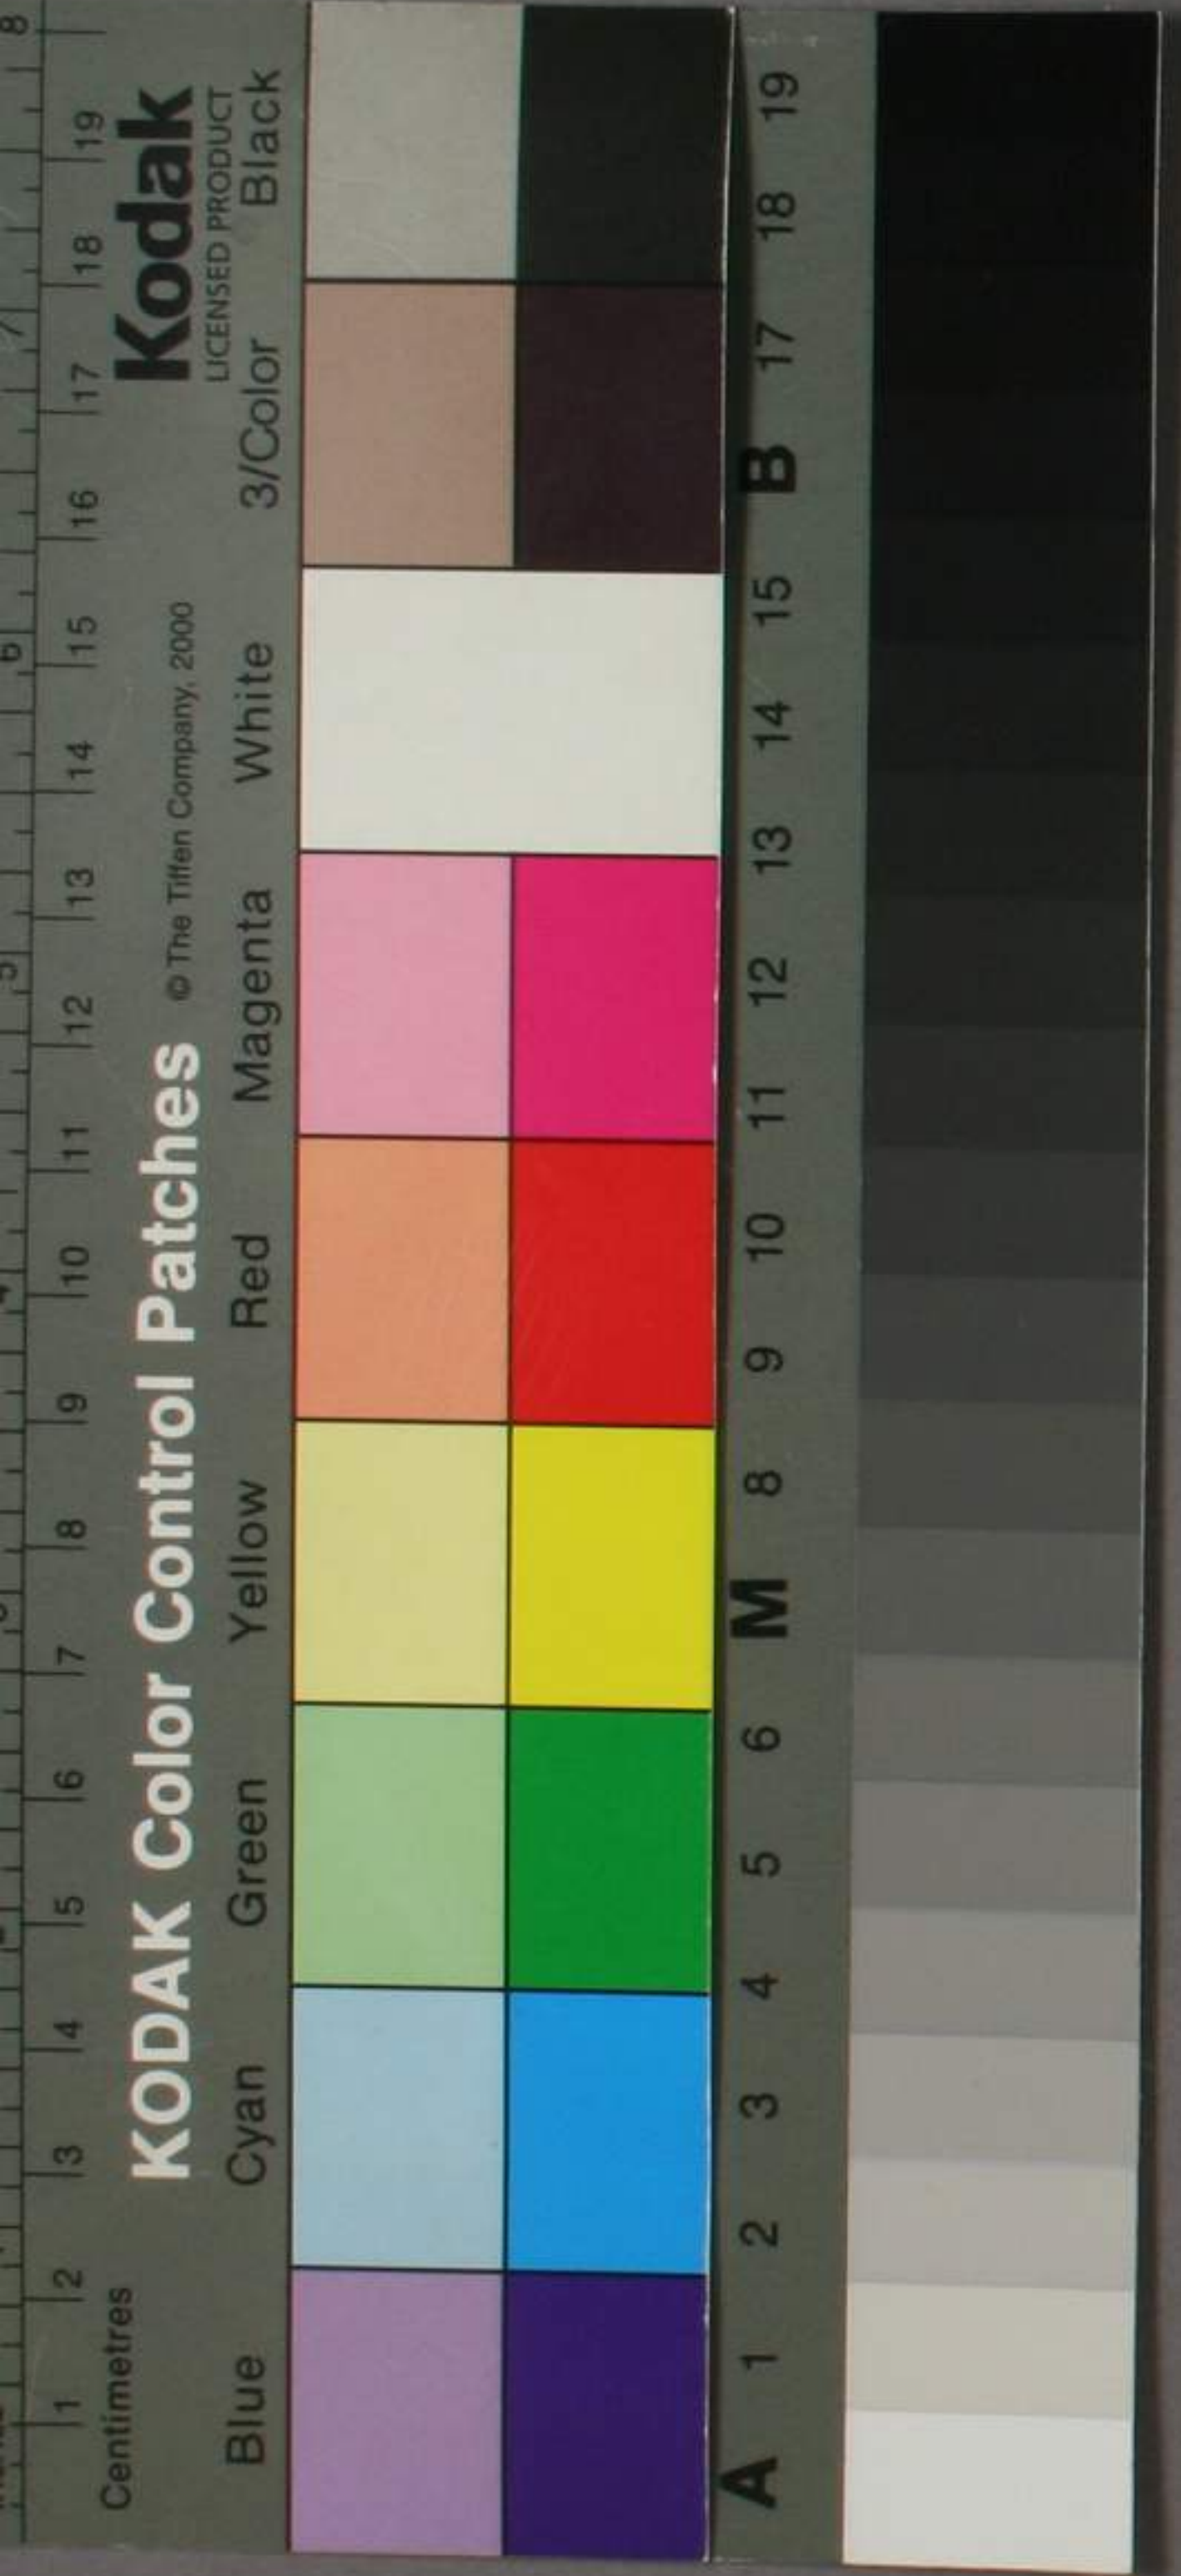 8
6
5
Centimetres
1 2 3 4 5 6 7 8 9 10 11 12 13 14 15 16 17 18 19
KODAK Color Control Patches © The Tiffen Company, 2000
Kodak
LICENSED PRODUCT
Blue Cyan Green Yellow Red Magenta White 3/Color Black
A 1 2 3 4 5 6 M 8 9 10 11 12 13 14 15 B 17 18 19